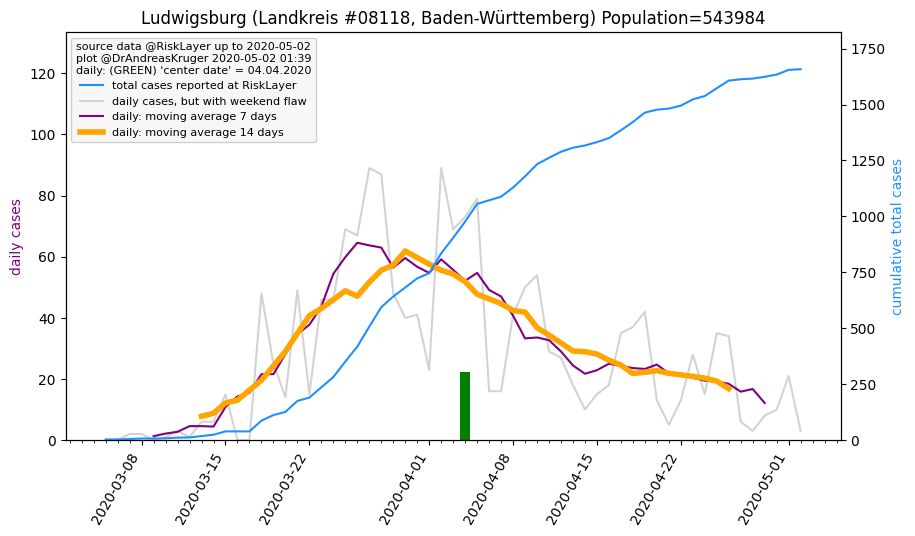 Ludwigsburg (Landkreis #08118, Baden-Württemberg) Population=543984
source data @RiskLayer up to 2020-05-02
plot @DrAndreasKruger 2020-05-02 01:39
daily: (GREEN) 'center date' = 04.04.2020
total cases reported at RiskLayer
daily cases, but with weekend flaw
daily: moving average 7 days
daily: moving average 14 days
daily cases
120
100
80
60
40
20
0
1750
1500
1250
1000
750
500
250
0
cumulative total cases
2020-03-08
2020-03-15
2020-03-22
2020-04-01
2020-04-08
2020-04-15
2020-04-22
2020-05-01